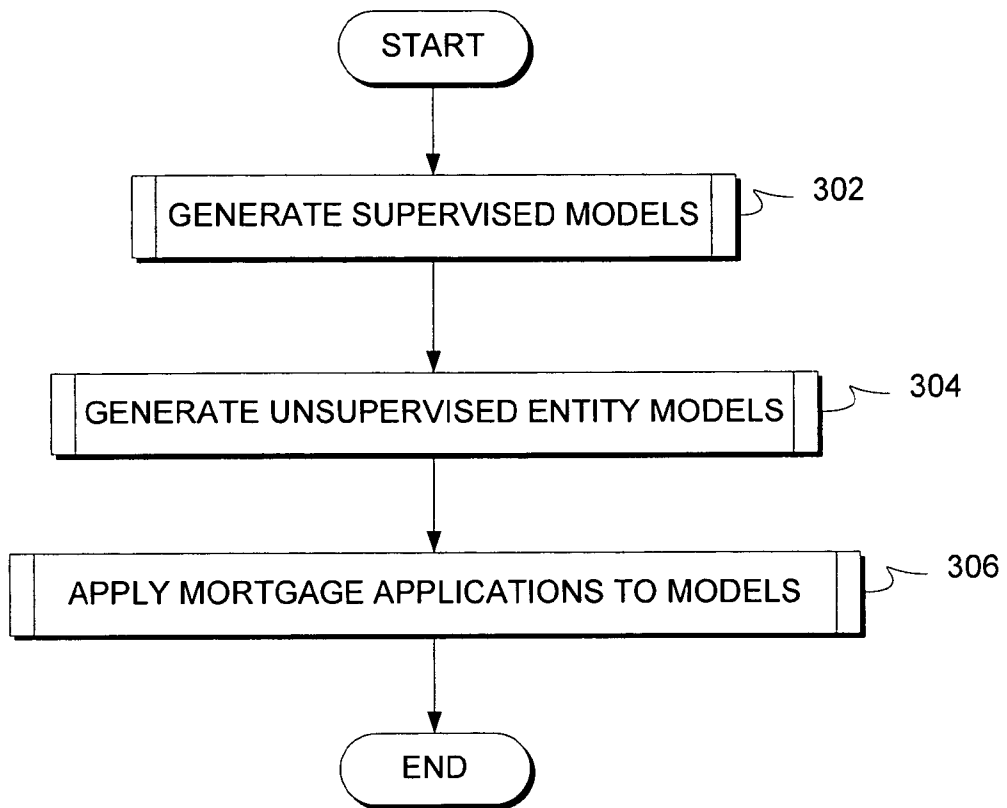 START
GENERATE SUPERVISED MODELS
302
GENERATE UNSUPERVISED ENTITY MODELS
304
APPLY MORTGAGE APPLICATIONS TO MODELS
306
END